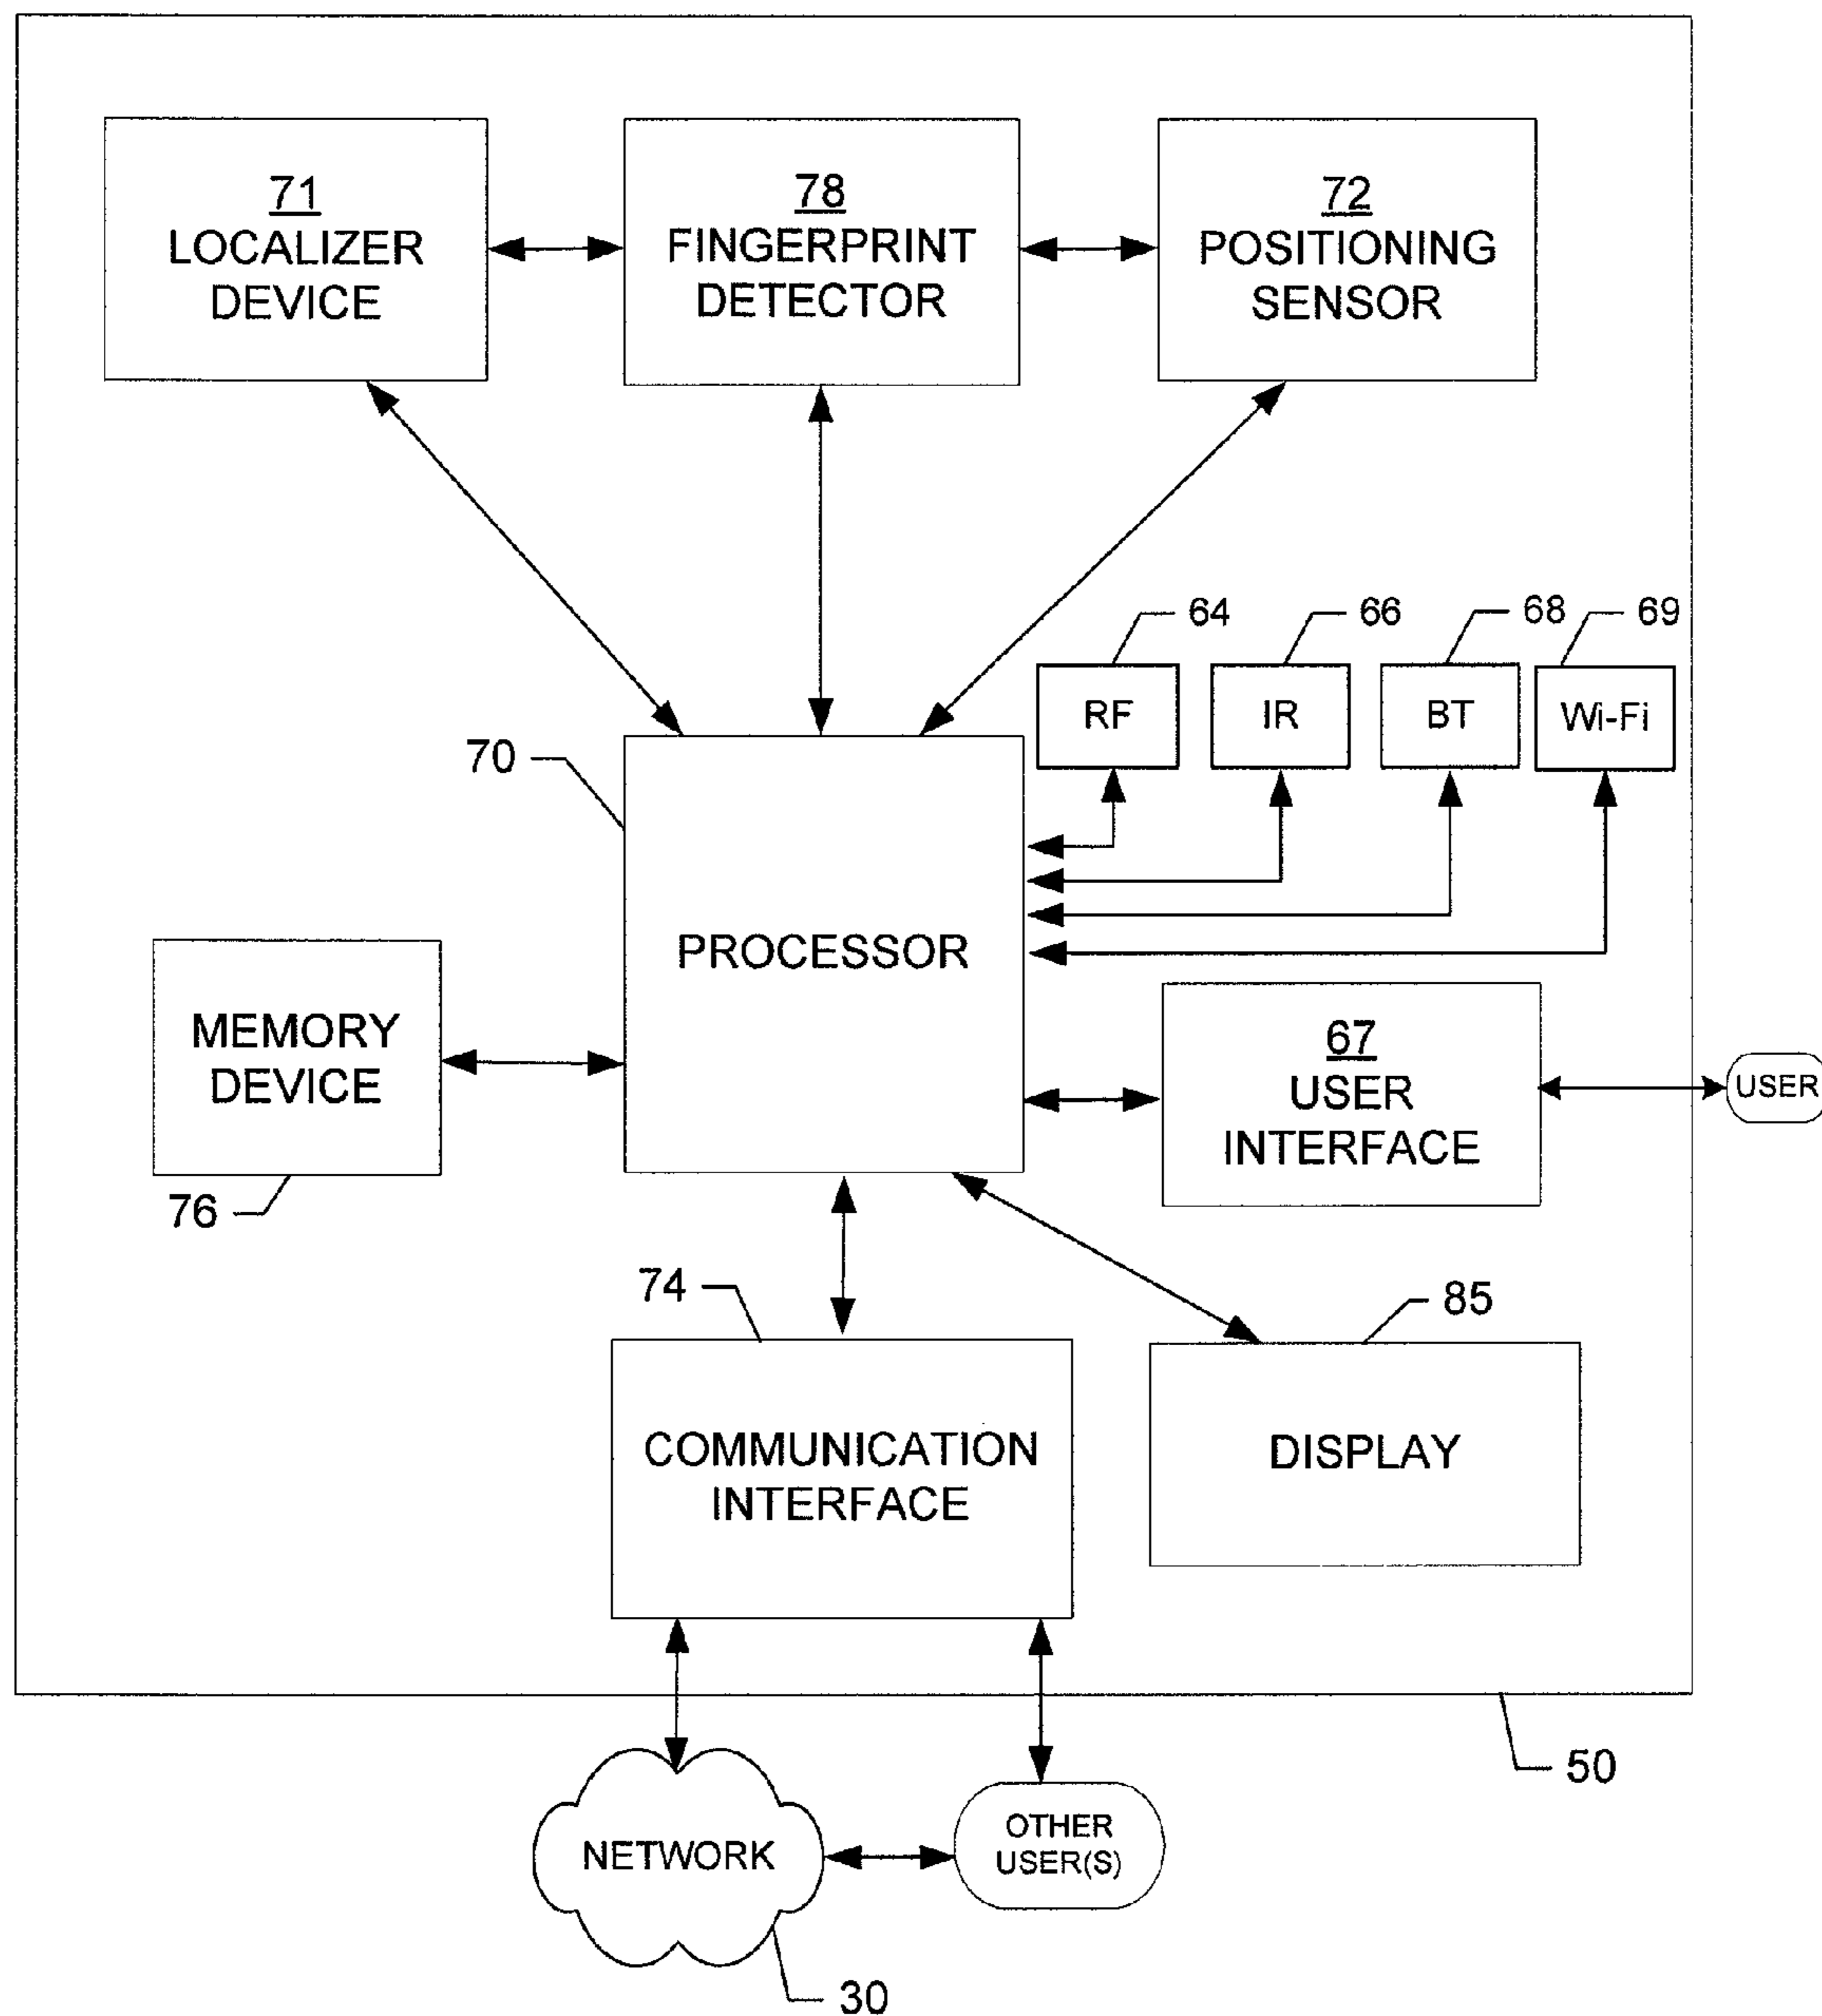 71
LOCALIZER
DEVICE
78
FINGERPRINT
DETECTOR
72
POSITIONING
SENSOR
64
66
68
69
RF
IR
BT
Wi-Fi
70
PROCESSOR
MEMORY
DEVICE
76
67
USER
INTERFACE
USER
74
85
COMMUNICATION
INTERFACE
DISPLAY
50
NETWORK
OTHER
USER(S)
30